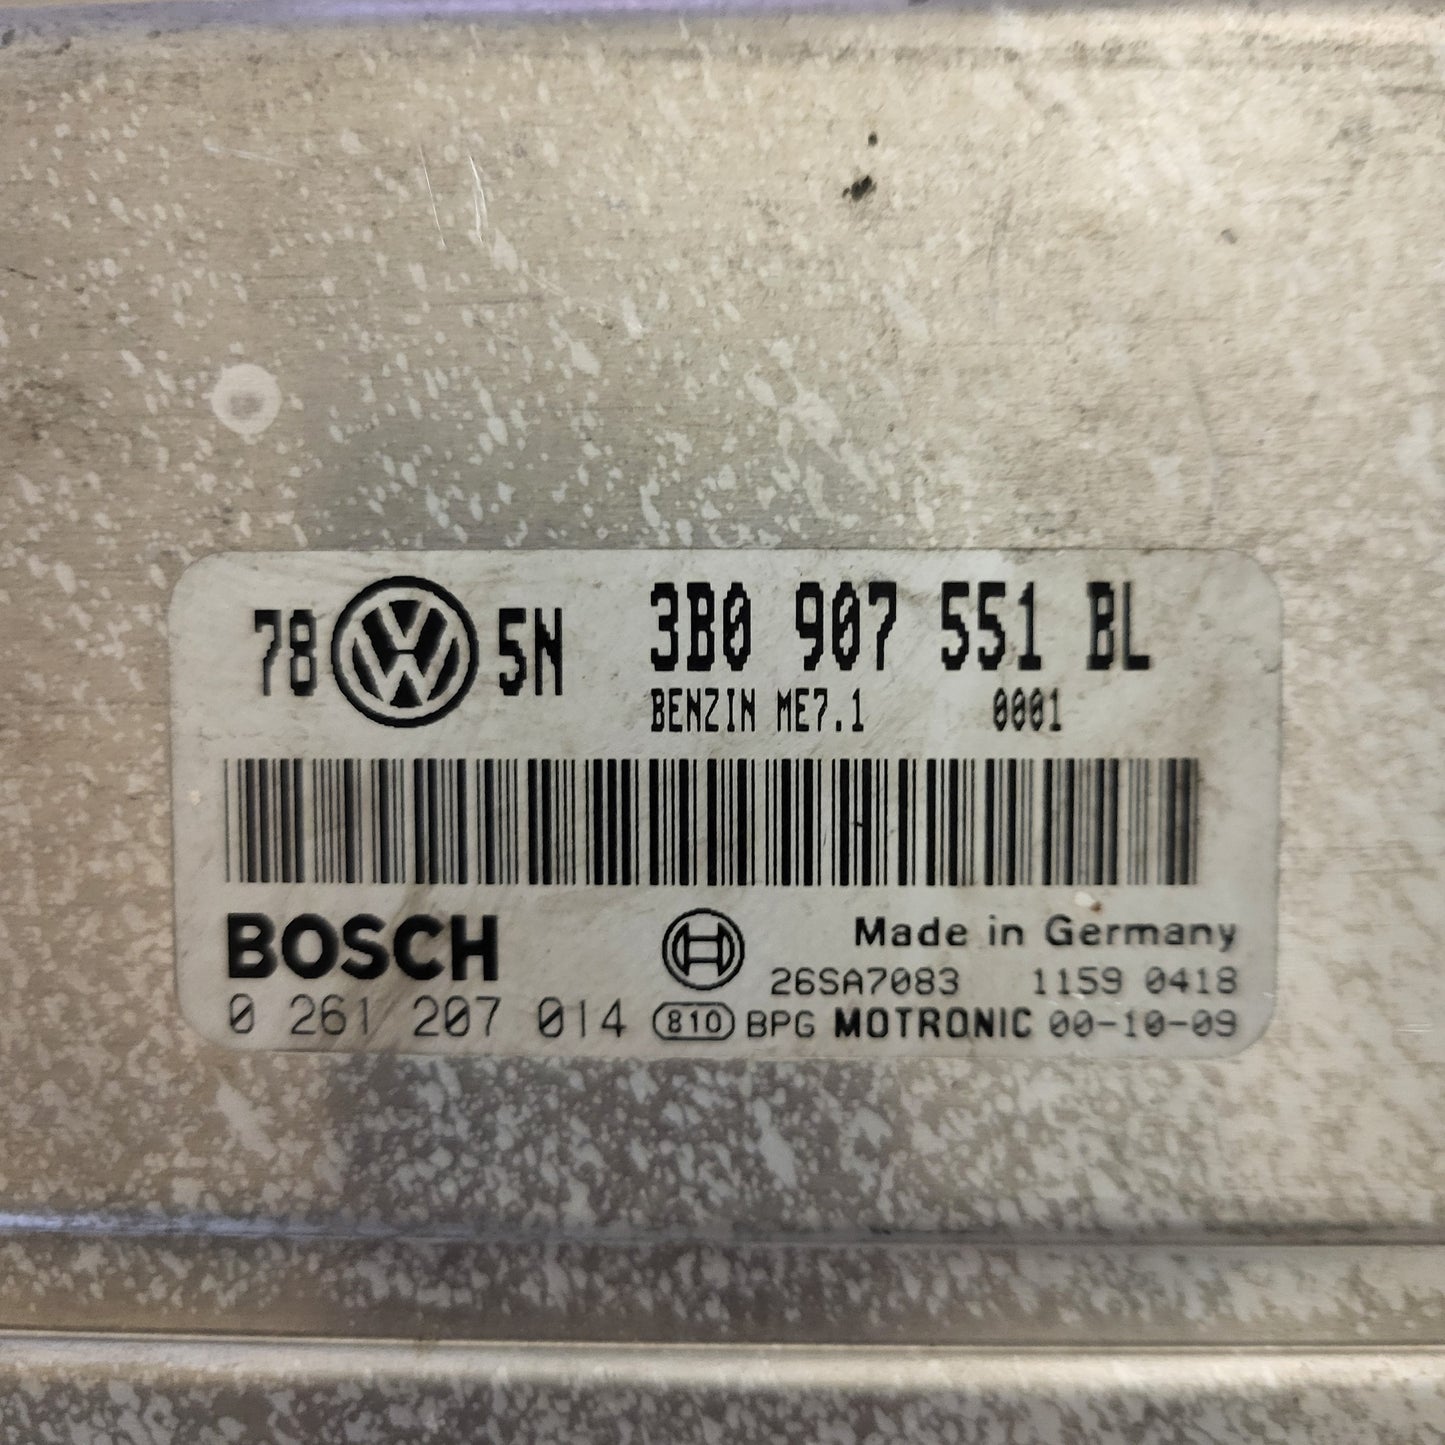 78 VW 5N 3B0 907 551 BL
BENZIN ME7.1 0001
BOSCH Made in Germany
26SA7083 1159 0418
0 261 207 014 810 BPG MOTRONIC 00-10-09